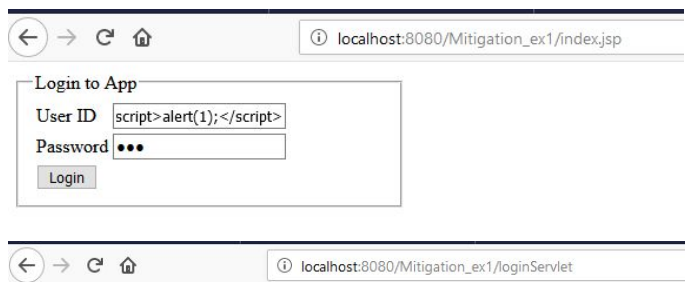 localhost:8080/Mitigation_ex1/index.jsp
Login to App
User ID script>alert(1);</script>
Password •••
Login
localhost:8080/Mitigation_ex1/loginServlet